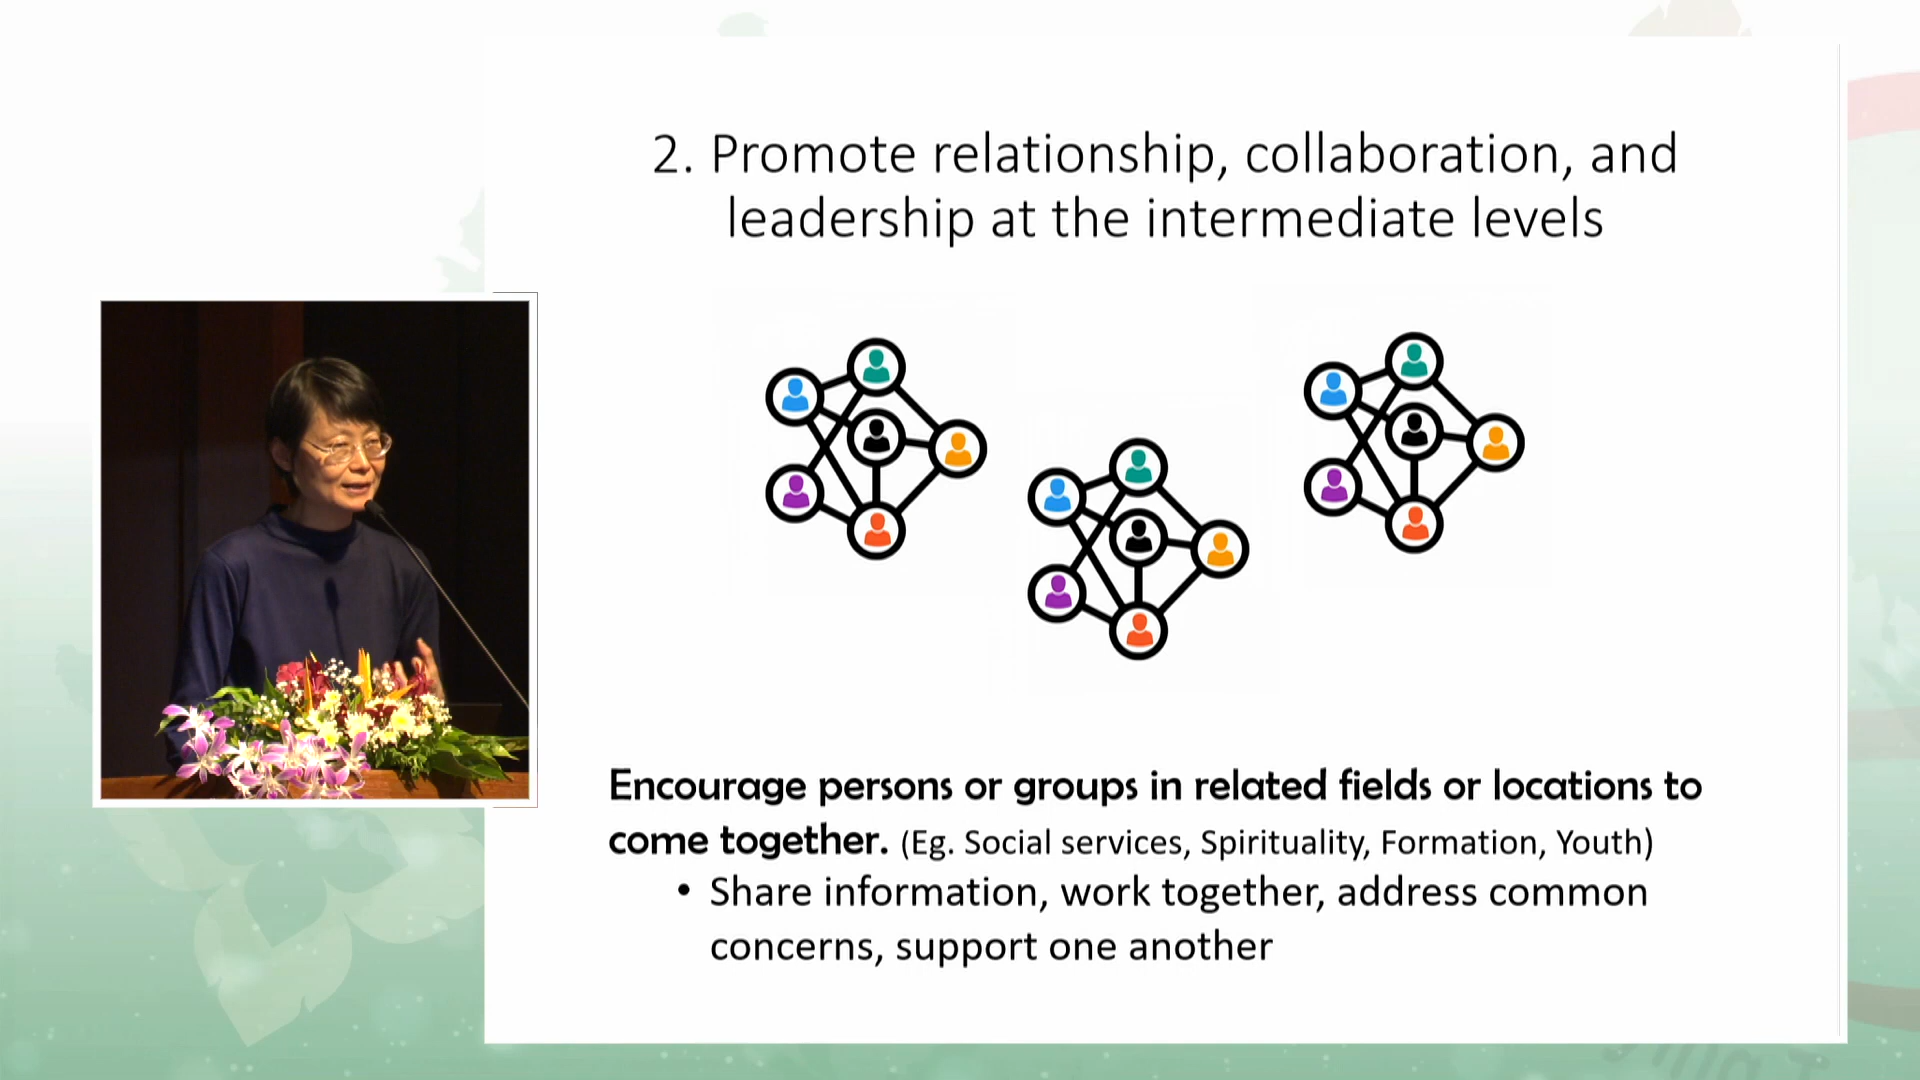 2. Promote relationship, collaboration, and
leadership at the intermediate levels
Encourage persons or groups in related fields or locations to
come together. (Eg. Social services, Spirituality, Formation, Youth)
• Share information, work together, address common
concerns, support one another